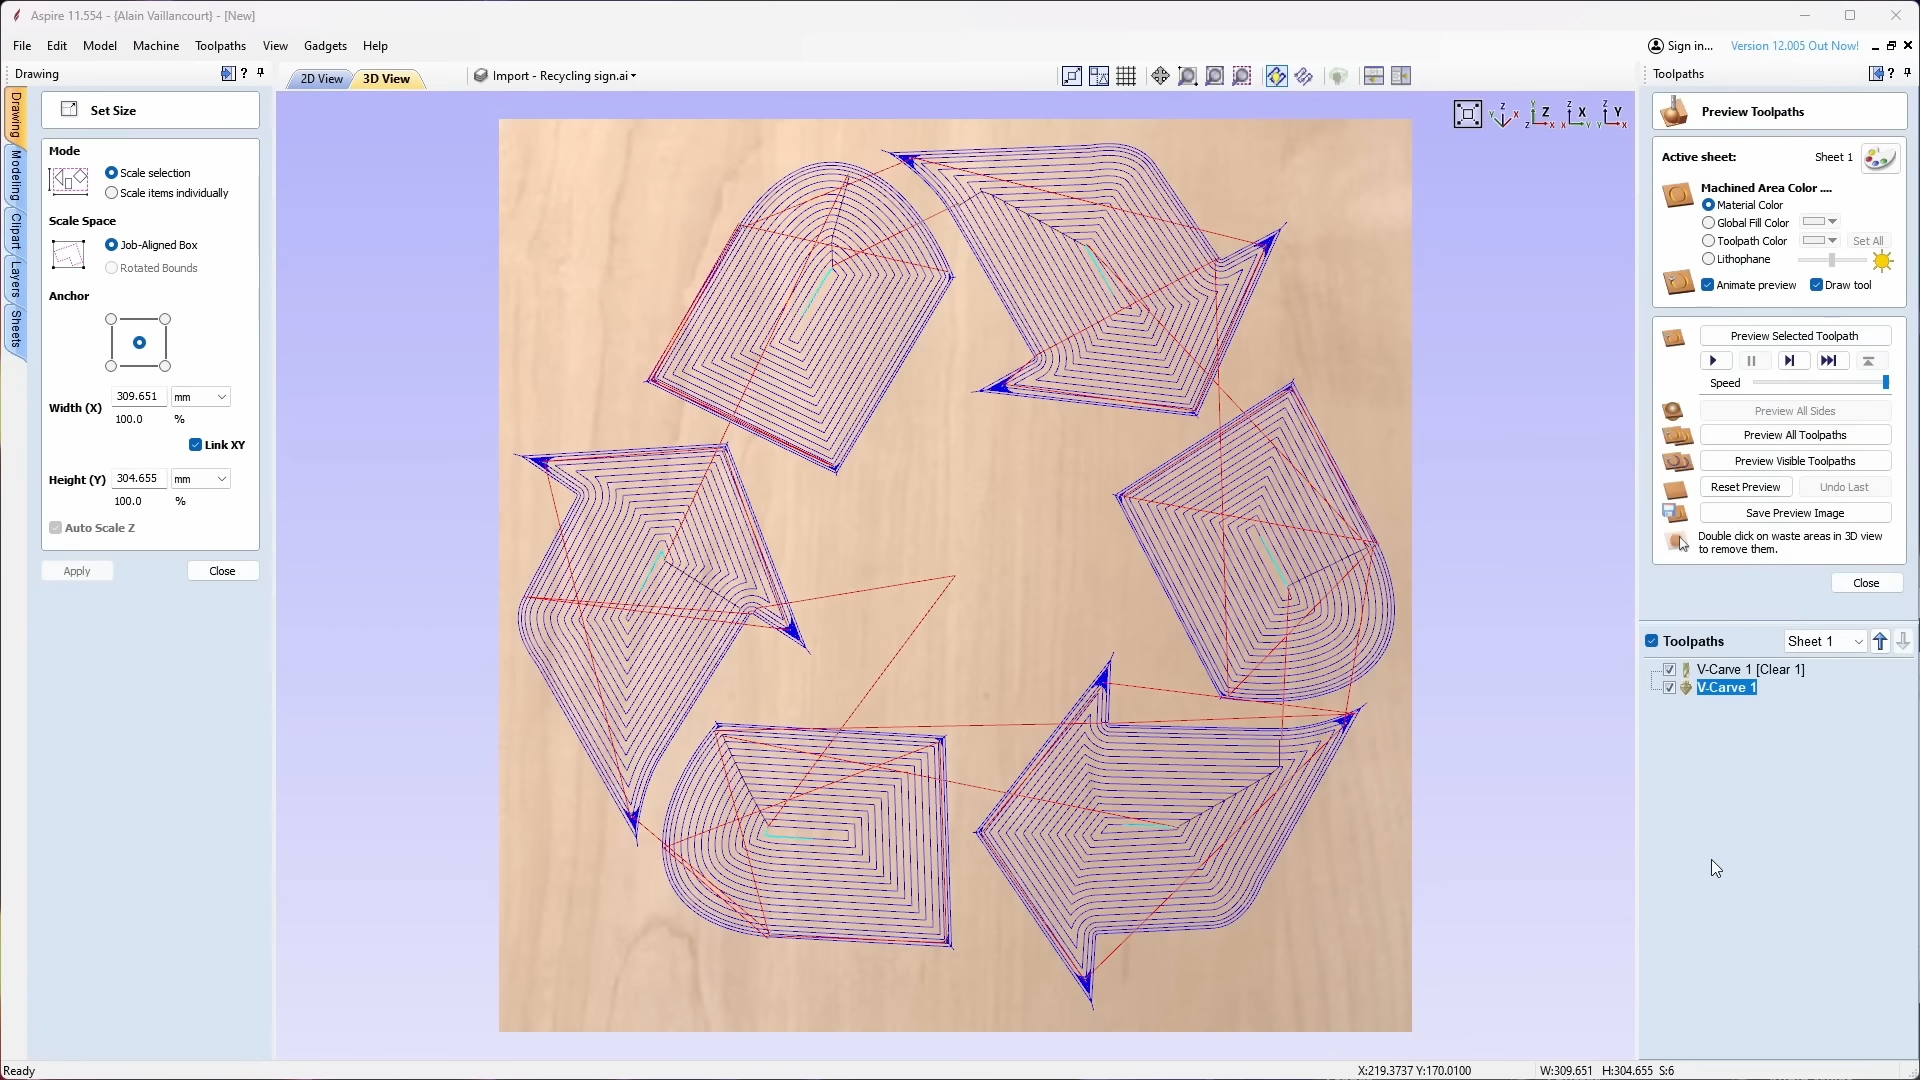 Aspire 11.554 - {Alain Vaillancourt} - [New]
File Edit Model Machine Toolpaths View Gadgets Help
Sign in... Version 12.005 Out Now!
Drawing ?
2D View 3D View Import - Recycling sign.ai
Toolpaths ?
Drawing
Modeling
Clipart
Layers
Sheets
Set Size
Mode
Scale selection
Scale items individually
Scale Space
Job-Aligned Box
Rotated Bounds
Anchor
Width (X) 309.651 mm
100.0 %
Link XY
Height (Y) 304.655 mm
100.0 %
Auto Scale Z
Apply Close
Z Y X
Y Z Z X
Z X Y X
Z Y Y X
Preview Toolpaths
Active sheet: Sheet 1
Machined Area Color ....
Material Color
Global Fill Color
Toolpath Color Set All
Lithophane
Animate preview Draw tool
Preview Selected Toolpath
Speed
Preview All Sides
Preview All Toolpaths
Preview Visible Toolpaths
Reset Preview Undo Last
Save Preview Image
Double click on waste areas in 3D view
to remove them.
Close
Toolpaths Sheet 1
V-Carve 1 [Clear 1]
V-Carve 1
Ready X:219.3737 Y:170.0100 W:309.651 H:304.655 S:6